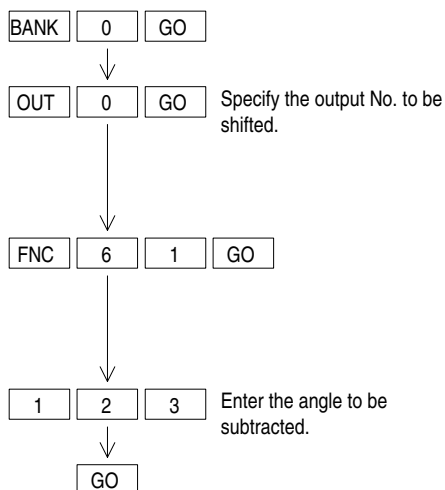 BANK 0 GO
OUT 0 GO Specify the output No. to be
shifted.
FNC 6 1 GO
1 2 3 Enter the angle to be
subtracted.
GO